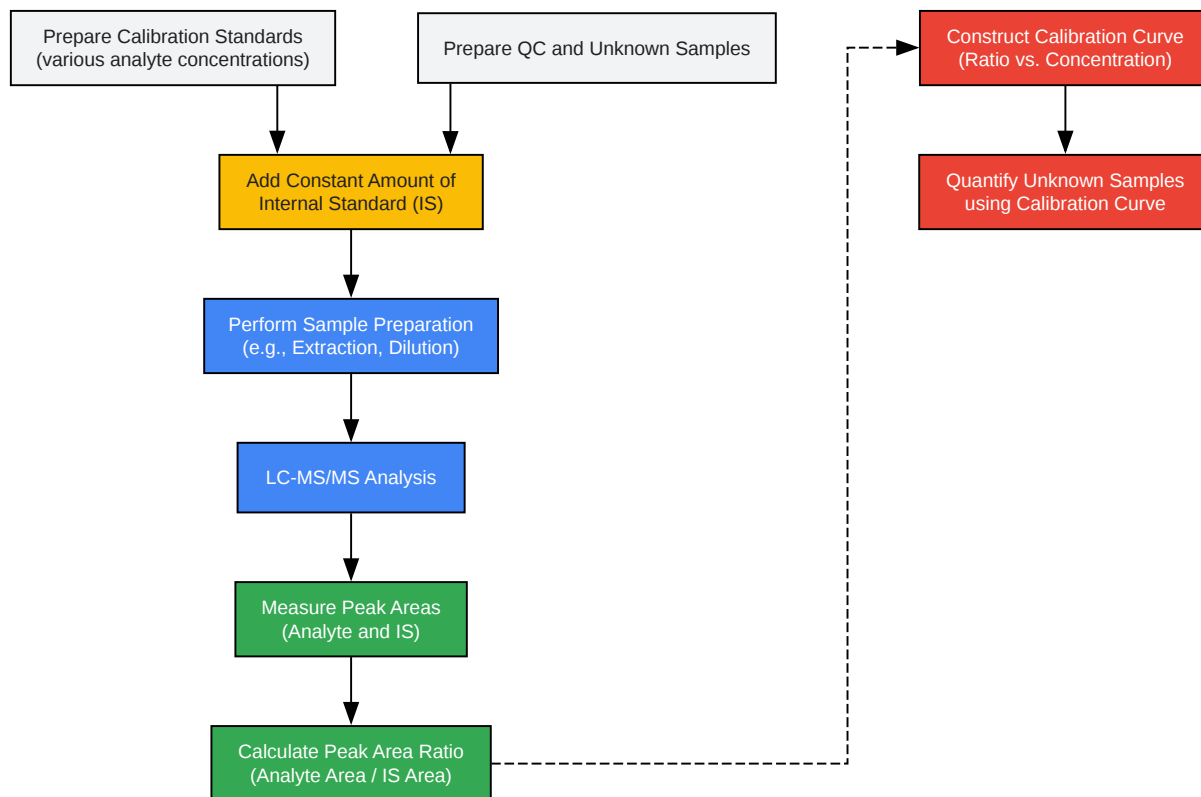 Prepare Calibration Standards
(various analyte concentrations)
Prepare QC and Unknown Samples
Add Constant Amount of
Internal Standard (IS)
Perform Sample Preparation
(e.g., Extraction, Dilution)
LC-MS/MS Analysis
Measure Peak Areas
(Analyte and IS)
Calculate Peak Area Ratio
(Analyte Area / IS Area)
Construct Calibration Curve
(Ratio vs. Concentration)
Quantify Unknown Samples
using Calibration Curve